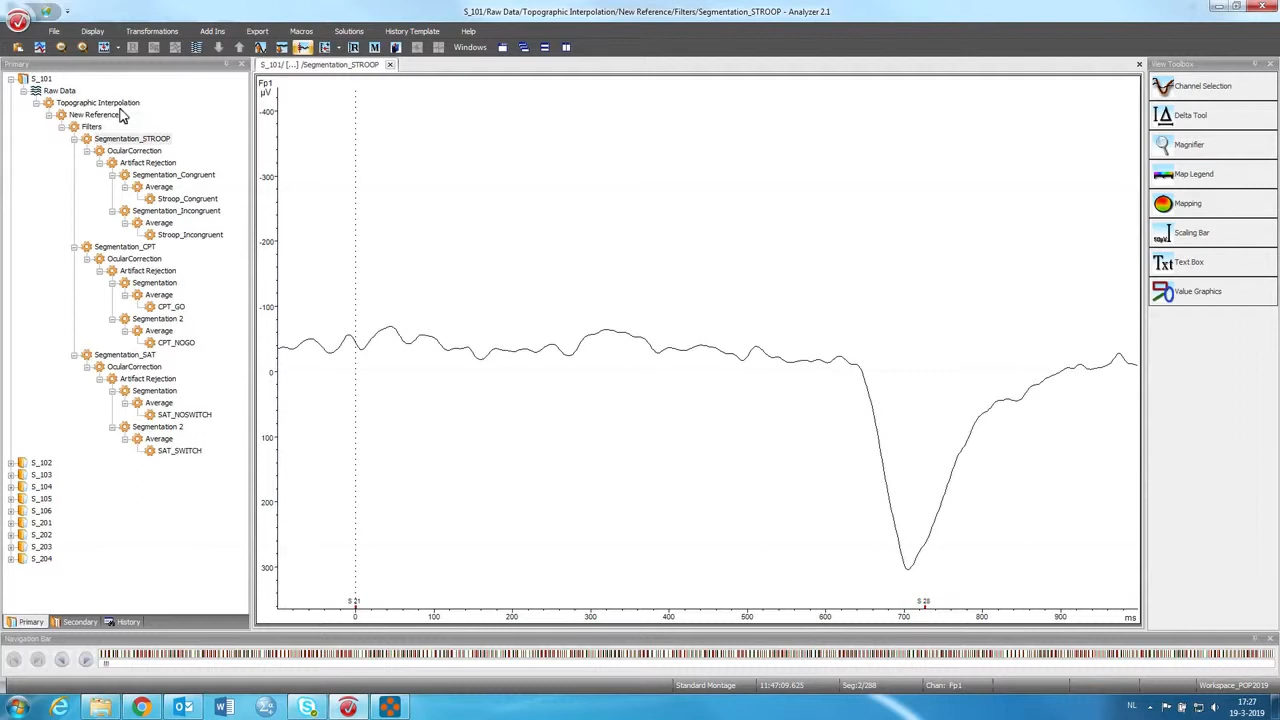 S_101/Raw Data/Topographic Interpolation/New Reference/Filters/Segmentation_STROOP - Analyzer 2.1
File Display Transformations Add Ins Export Macros Solutions History Template Help
R M Windows
Primary
S_101/ [...] /Segmentation_STROOP
View Toolbox
S_101
Raw Data
Topographic Interpolation
New Reference
Filters
Segmentation_STROOP
OcularCorrection
Artifact Rejection
Segmentation_Congruent
Average
Stroop_Congruent
Segmentation_Incongruent
Average
Stroop_Incongruent
Segmentation_CPT
OcularCorrection
Artifact Rejection
Segmentation
Average
CPT_GO
Segmentation 2
Average
CPT_NOGO
Segmentation_SAT
OcularCorrection
Artifact Rejection
Segmentation
Average
SAT_NOSWITCH
Segmentation 2
Average
SAT_SWITCH
S_102
S_103
S_104
S_105
S_106
S_201
S_202
S_203
S_204
Primary Secondary History
Fp1
µV
-400
-300
-200
-100
0
100
200
300
S 21
S 28
0 100 200 300 400 500 600 700 800 900 ms
Channel Selection
Delta Tool
Magnifier
Map Legend
Mapping
Scaling Bar
Txt Text Box
Value Graphics
Navigation Bar
Standard Montage 11:47:09.625 Seg:2/288 Chan: Fp1 Workspace_POP2019
NL 17:27
19-3-2019